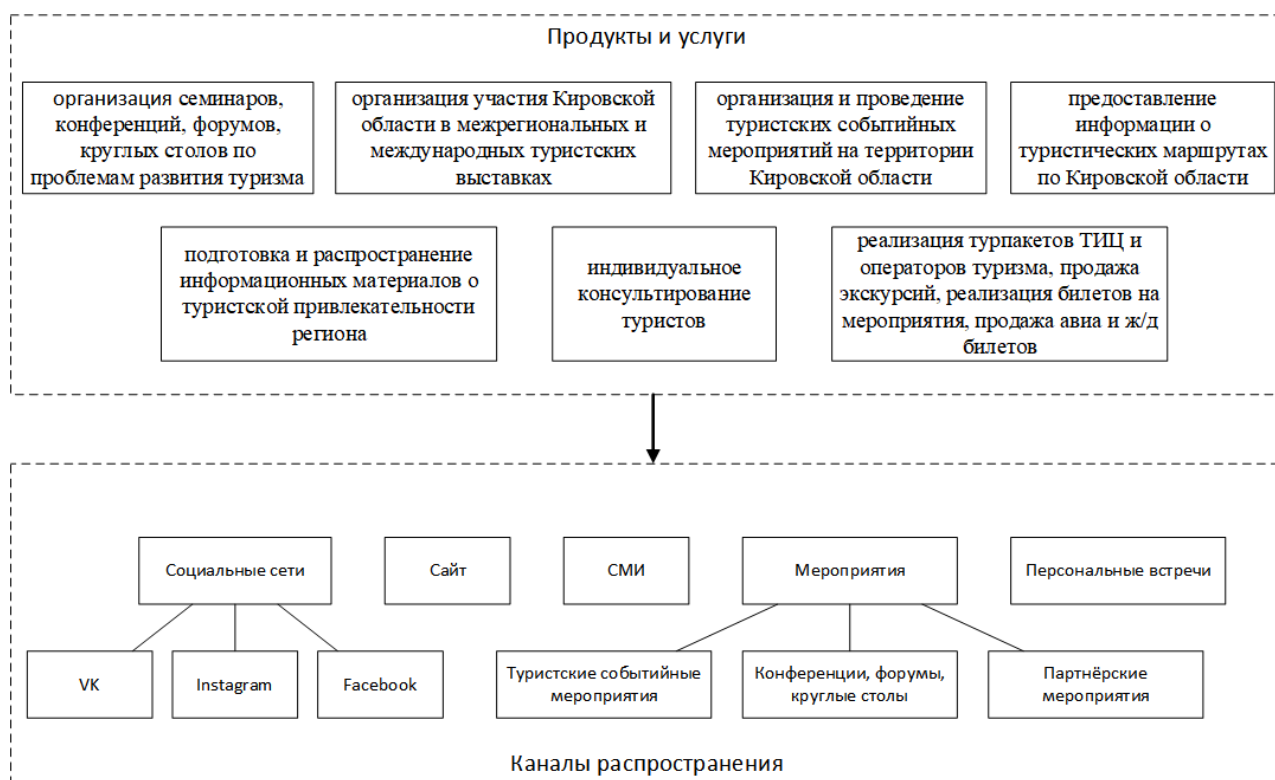 Продукты и услуги
организация семинаров,
конференций, форумов,
круглых столов по
проблемам развития туризма
организация участия Кировской
области в межрегиональных и
международных туристских
выставках
организация и проведение
туристских событийных
мероприятий на территории
Кировской области
предоставление
информации о
туристических маршрутах
по Кировской области
подготовка и распространение
информационных материалов о
туристской привлекательности
региона
индивидуальное
консультирование
туристов
реализация турпакетов ТИЦ и
операторов туризма, продажа
экскурсий, реализация билетов на
мероприятия, продажа авиа и ж/д
билетов
Социальные сети
Сайт
СМИ
Мероприятия
Персональные встречи
VK
Instagram
Facebook
Туристские событийные
мероприятия
Конференции, форумы,
круглые столы
Партнёрские
мероприятия
Каналы распространения